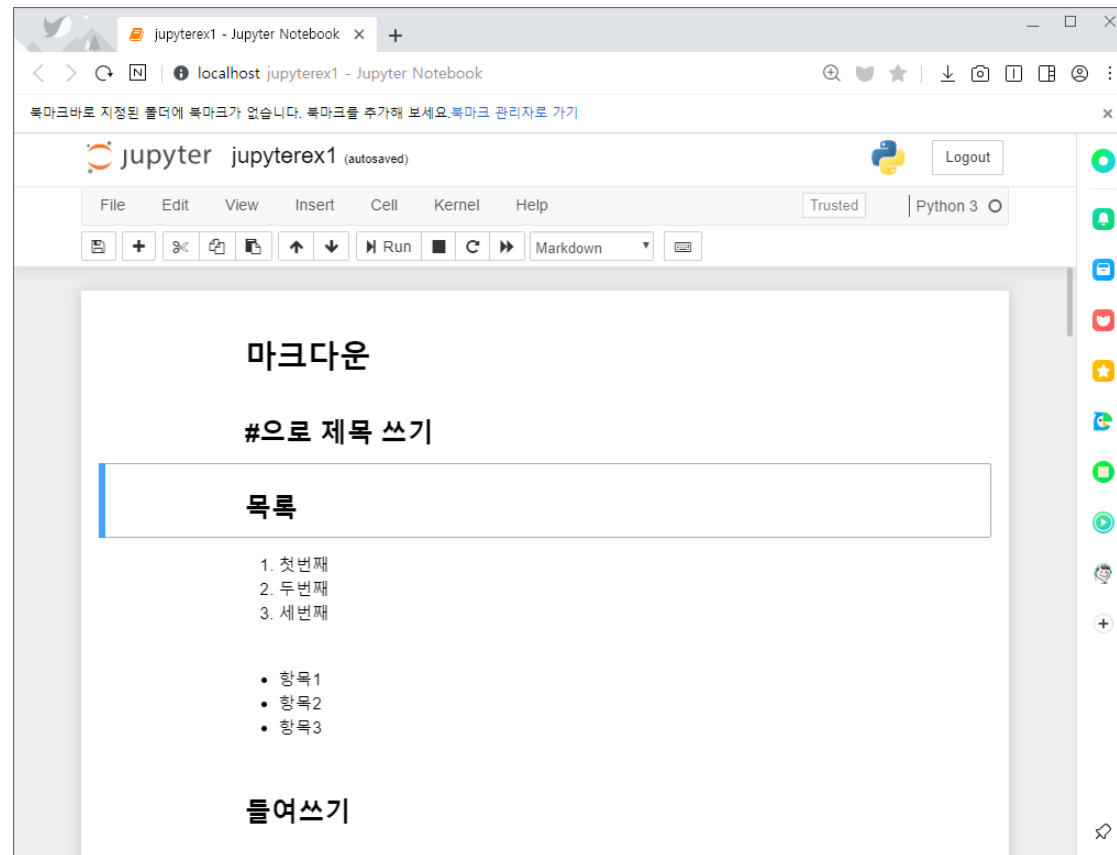 jupyterex1 - Jupyter Notebook
N localhost jupyterex1 - Jupyter Notebook
북마크바로 지정된 폴더에 북마크가 없습니다. 북마크를 추가해 보세요.북마크 관리자로 가기
jupyter jupyterex1 (autosaved) Logout
File Edit View Insert Cell Kernel Help Trusted Python 3
Run Markdown
마크다운
#으로 제목 쓰기
목록
1. 첫번째
2. 두번째
3. 세번째
• 항목1
• 항목2
• 항목3
들여쓰기